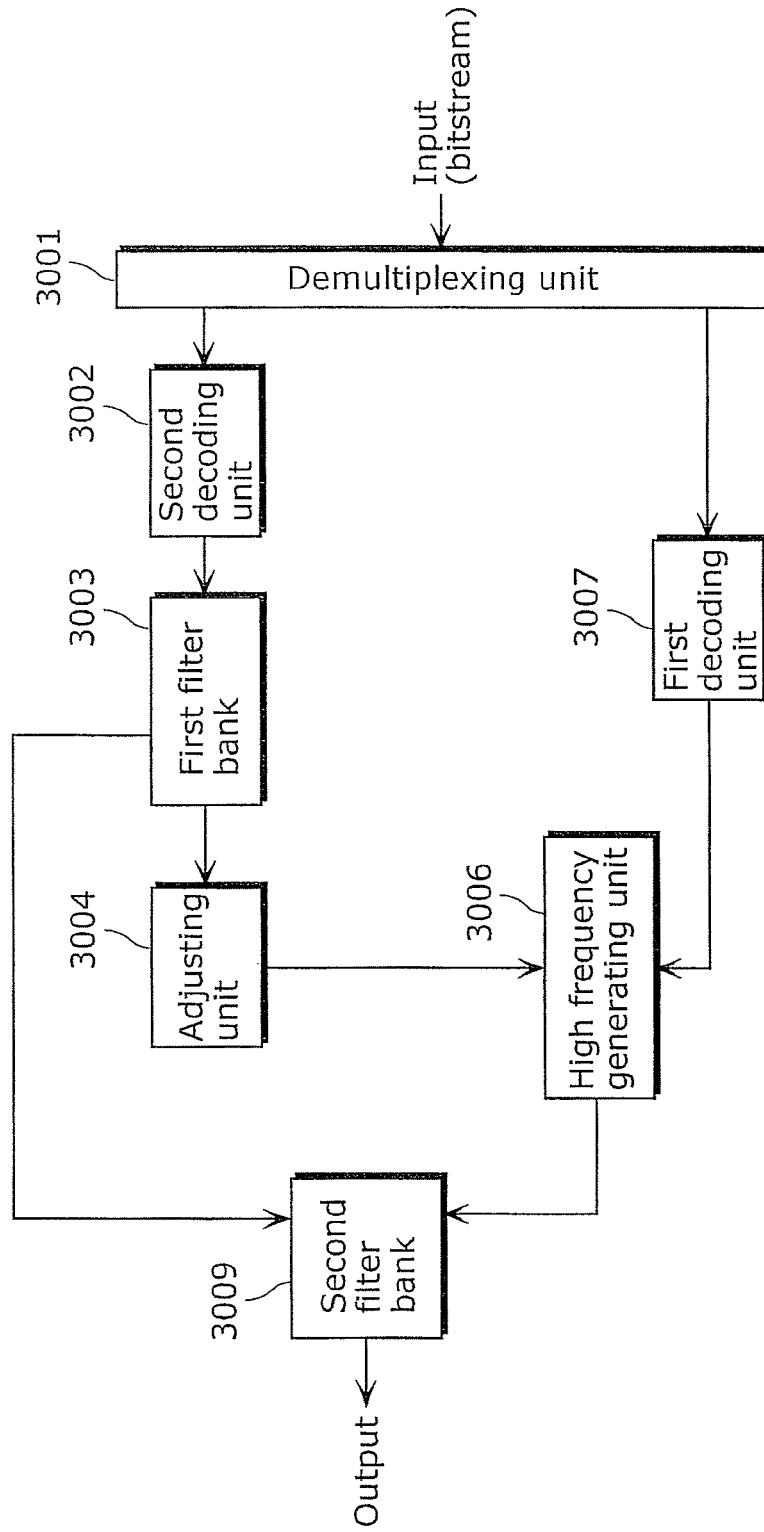 3001
Demultiplexing unit
Input
(bitstream)
3002
Second
decoding
unit
3003
First filter
bank
3004
Adjusting
unit
3007
First
decoding
unit
3006
High frequency
generating unit
3009
Second
filter
bank
Output